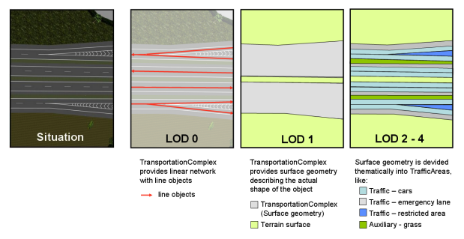 Situation
LOD 0
LOD 1
LOD 2 - 4
TransportationComplex
provides linear network
with line objects
line objects
TransportationComplex
provides surface geometry
describing the actual
shape of the object
TransportationComplex
(Surface geometry)
Terrain surface
Surface geometry is devided
thematically into TrafficAreas,
like:
Traffic – cars
Traffic – emergency lane
Traffic – restricted area
Auxiliary - grass